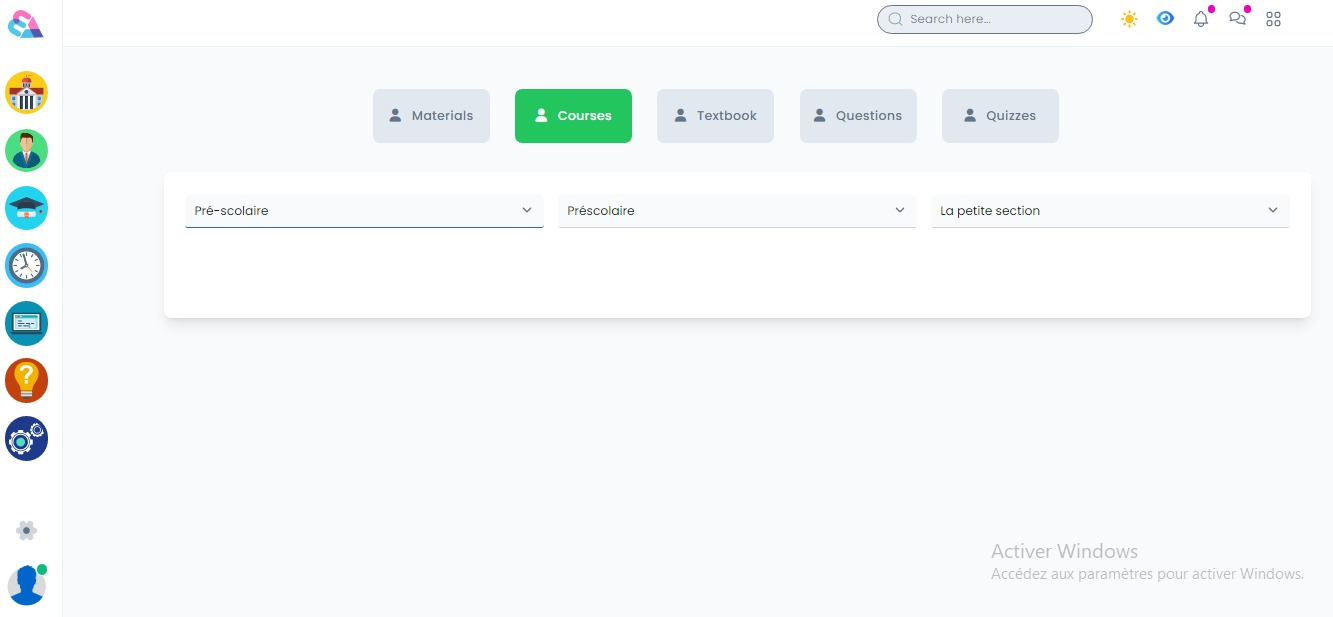 Search here...
Materials
Courses
Textbook
Questions
Quizzes
Pré-scolaire
Préscolaire
La petite section
Activer Windows
Accédez aux paramètres pour activer Windows.